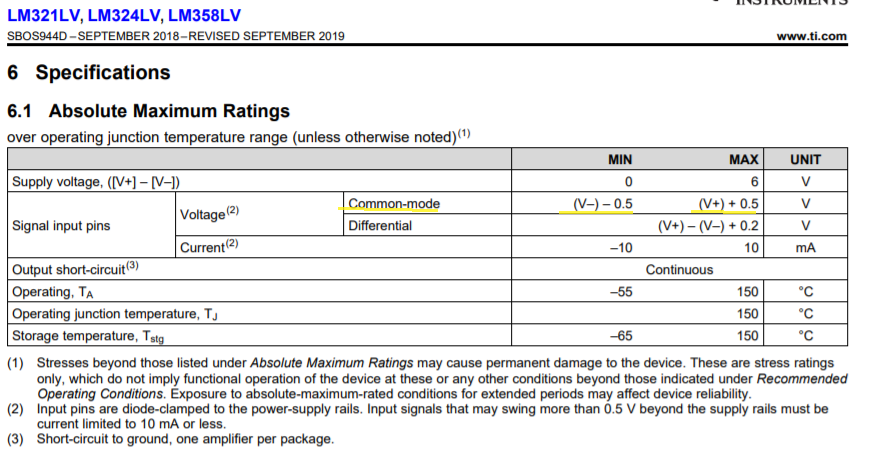 INSTRUMENTS
LM321LV, LM324LV, LM358LV
SBOS944D – SEPTEMBER 2018 – REVISED SEPTEMBER 2019 www.ti.com
6 Specifications
6.1 Absolute Maximum Ratings
over operating junction temperature range (unless otherwise noted)(1)
MIN MAX UNIT
Supply voltage, ([V+] – [V–]) 0 6 V
Signal input pins Voltage(2) Common-mode (V–) – 0.5 (V+) + 0.5 V
Differential (V+) – (V–) + 0.2 V
Current(2) –10 10 mA
Output short-circuit(3) Continuous
Operating, TA –55 150 °C
Operating junction temperature, TJ 150 °C
Storage temperature, Tstg –65 150 °C
(1) Stresses beyond those listed under Absolute Maximum Ratings may cause permanent damage to the device. These are stress ratings
only, which do not imply functional operation of the device at these or any other conditions beyond those indicated under Recommended
Operating Conditions. Exposure to absolute-maximum-rated conditions for extended periods may affect device reliability.
(2) Input pins are diode-clamped to the power-supply rails. Input signals that may swing more than 0.5 V beyond the supply rails must be
current limited to 10 mA or less.
(3) Short-circuit to ground, one amplifier per package.